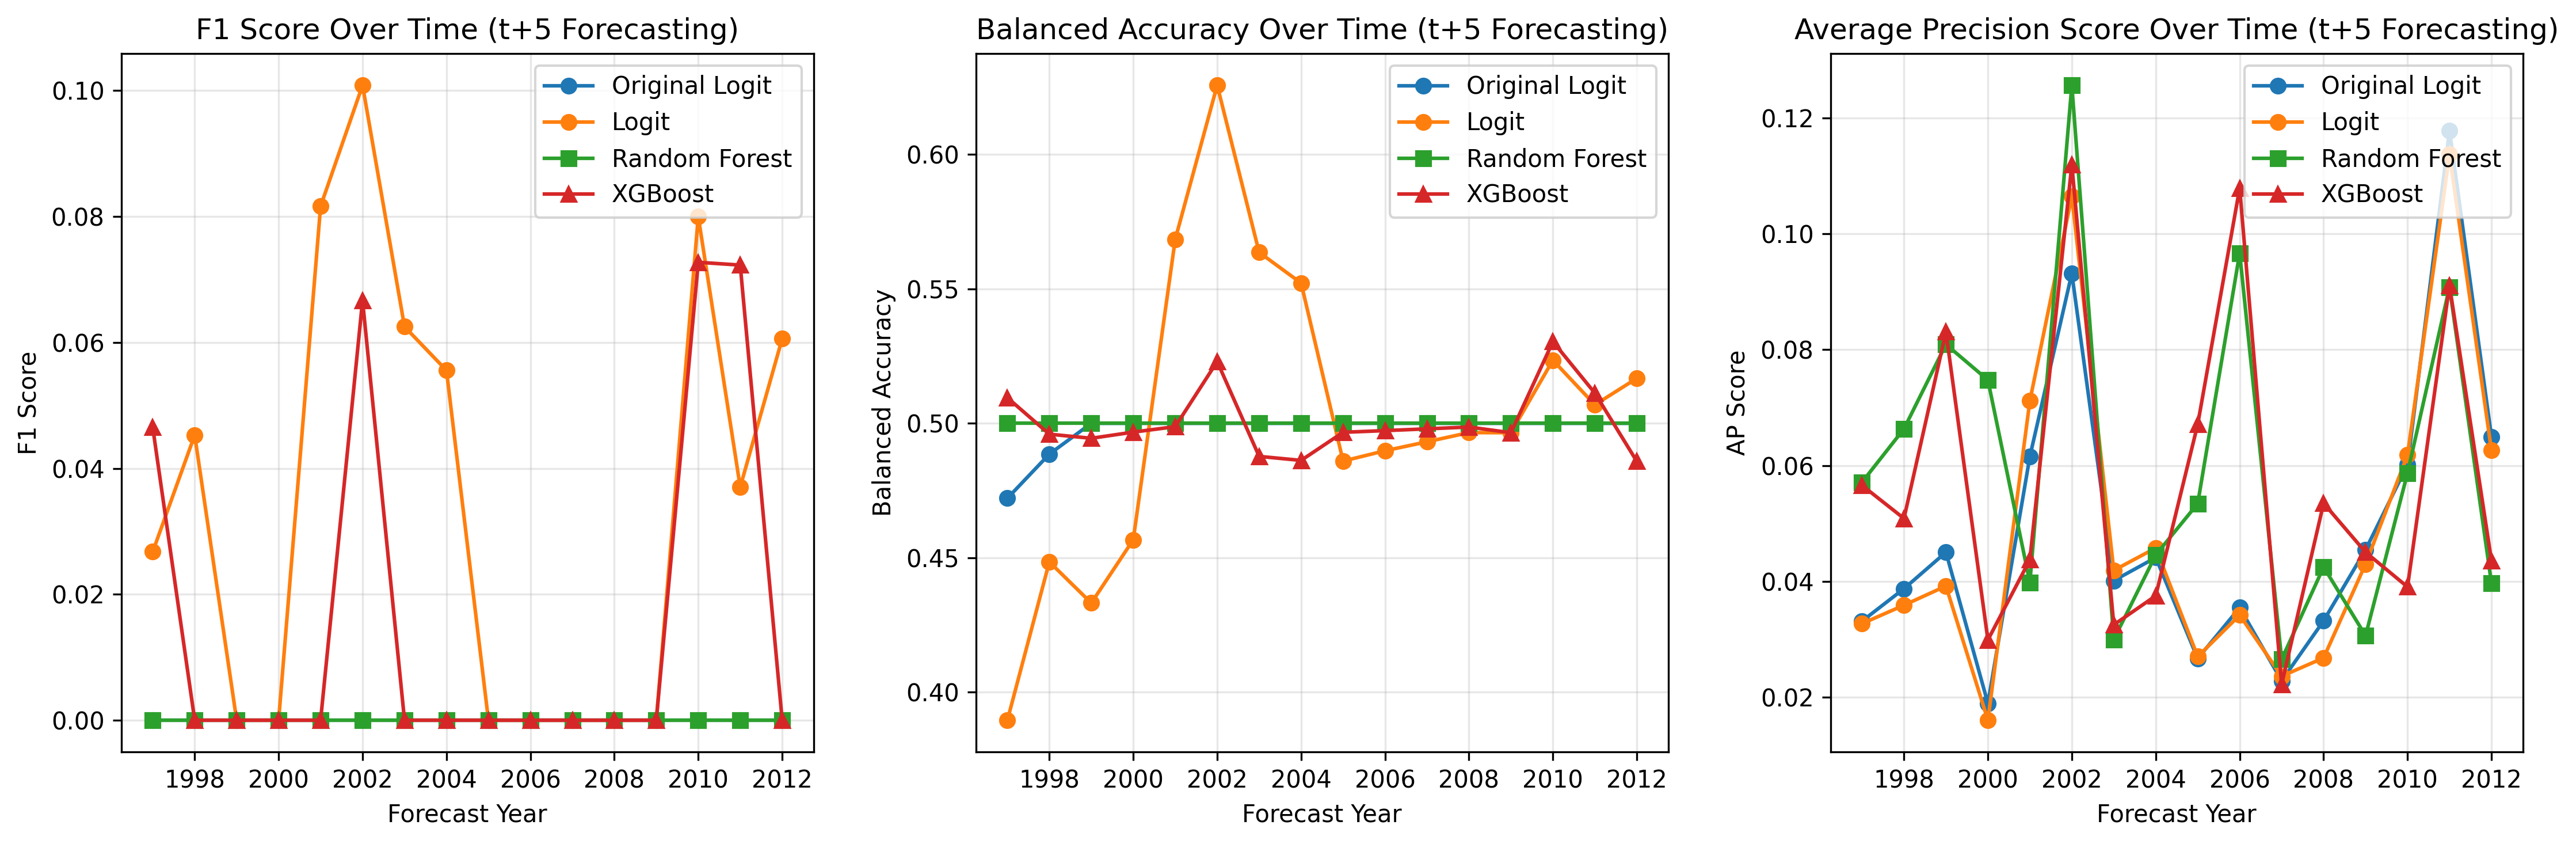 F1 Score Over Time (t+5 Forecasting)
F1 Score
0.10
0.08
0.06
0.04
0.02
0.00
1998 2000 2002 2004 2006 2008 2010 2012
Forecast Year
Original Logit
Logit
Random Forest
XGBoost
Balanced Accuracy Over Time (t+5 Forecasting)
Balanced Accuracy
0.60
0.55
0.50
0.45
0.40
1998 2000 2002 2004 2006 2008 2010 2012
Forecast Year
Original Logit
Logit
Random Forest
XGBoost
Average Precision Score Over Time (t+5 Forecasting)
AP Score
0.12
0.10
0.08
0.06
0.04
0.02
1998 2000 2002 2004 2006 2008 2010 2012
Forecast Year
Original Logit
Logit
Random Forest
XGBoost